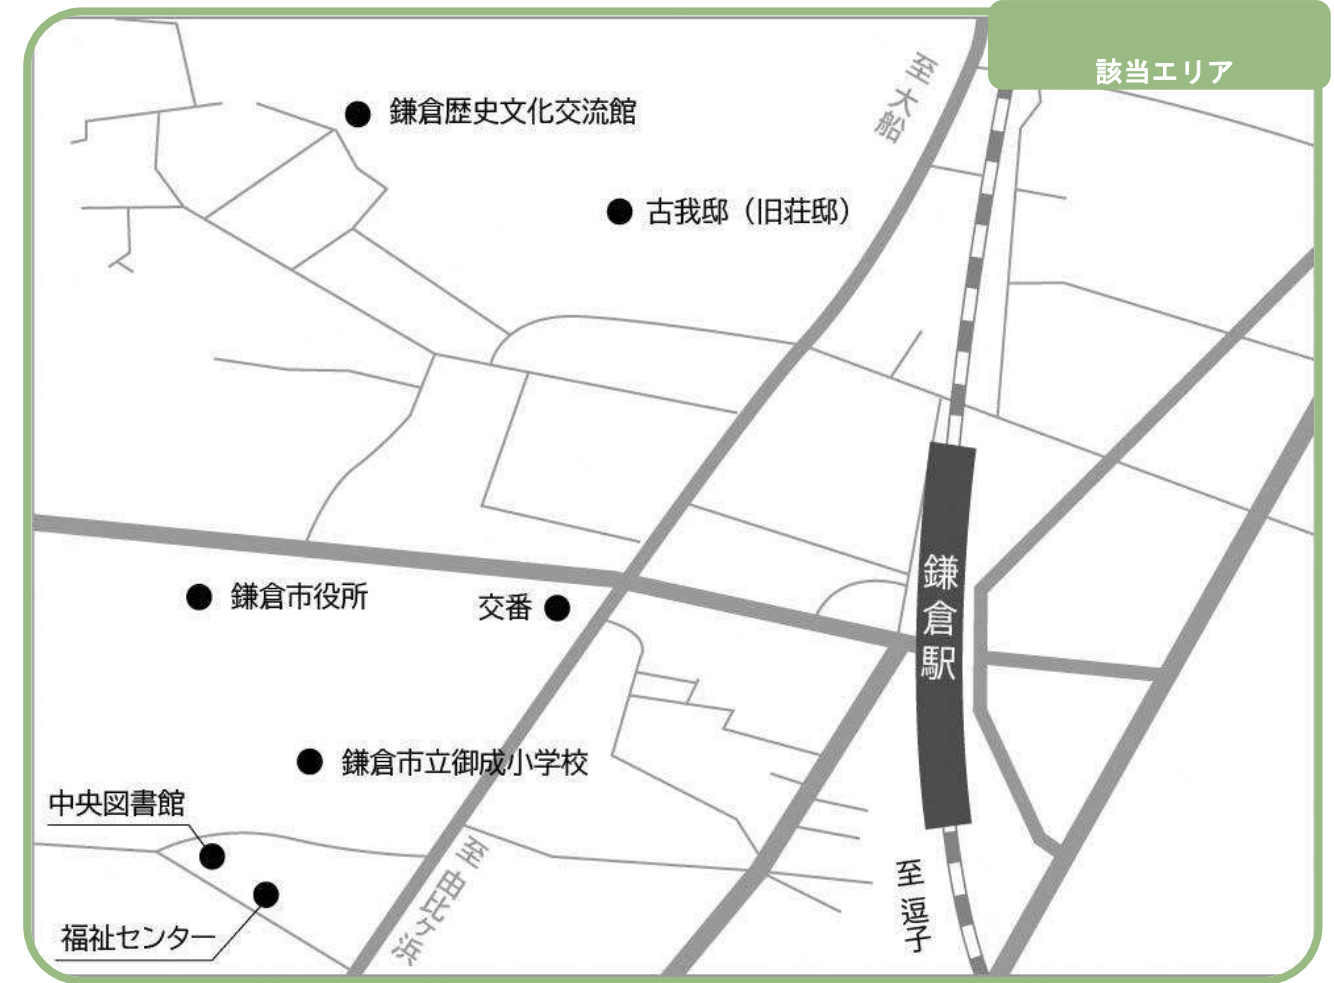 該当エリア
至 大船
鎌倉歴史文化交流館
古我邸（旧荘邸）
鎌倉駅
鎌倉市役所
交番
鎌倉市立御成小学校
中央図書館
至 由比ヶ浜
至 逗子
福祉センター